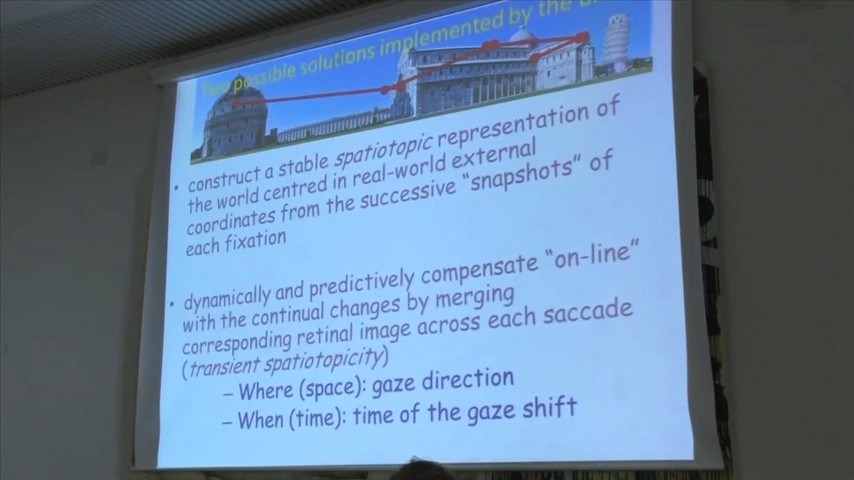 Two possible solutions implemented by the
• construct a stable spatiotopic representation of
the world centred in real-world external
coordinates from the successive “snapshots” of
each fixation
• dynamically and predictively compensate “on-line”
with the continual changes by merging
corresponding retinal image across each saccade
(transient spatiotopicity)
– Where (space): gaze direction
– When (time): time of the gaze shift